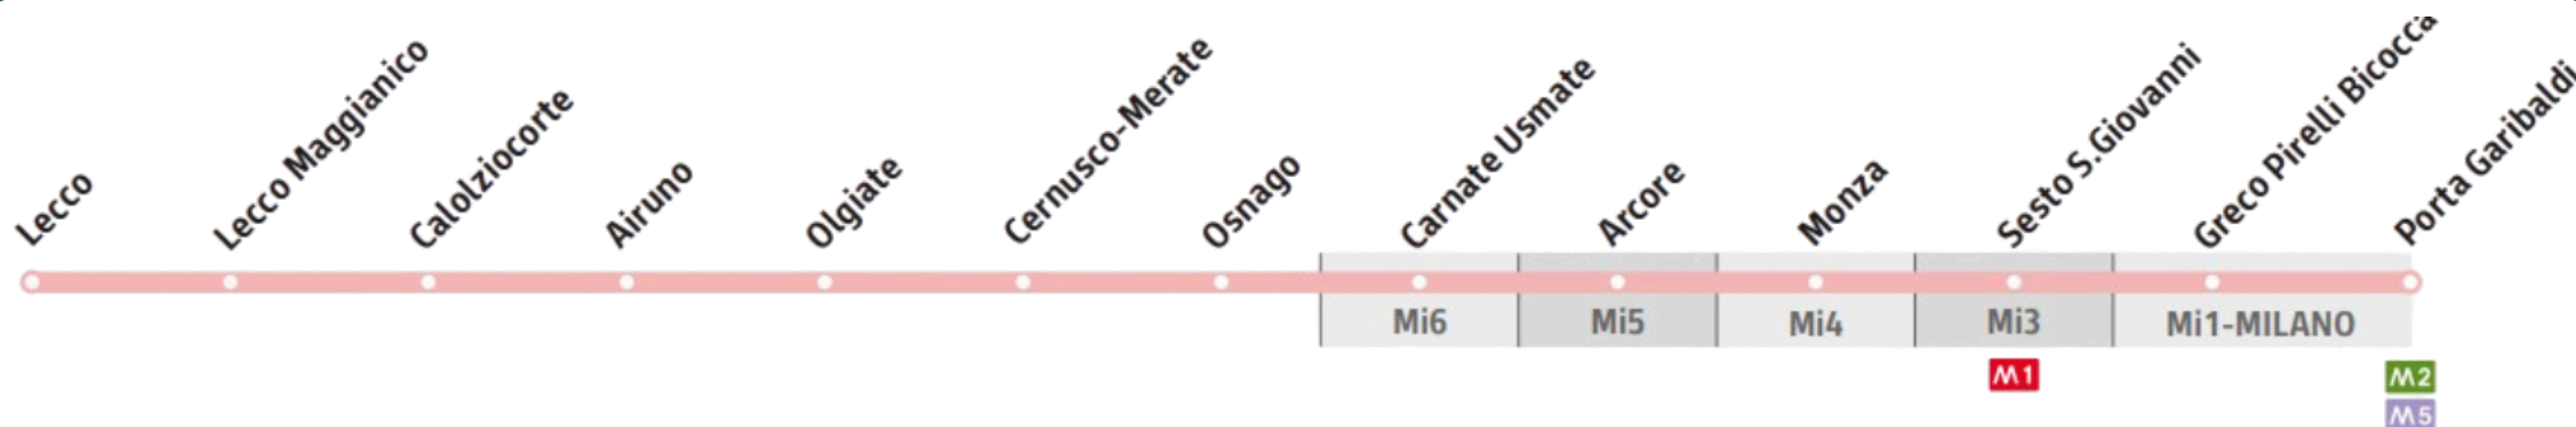 Lecco
Lecco Maggianico
Calolziocorte
Airuno
Olgiate
Cernusco-Merate
Osnago
Carnate Usmate
Arcore
Monza
Sesto S.Giovanni
Greco Pirelli Bicocca
Porta Garibaldi
Mi6
Mi5
Mi4
Mi3
Mi1-MILANO
M1
M2
M5